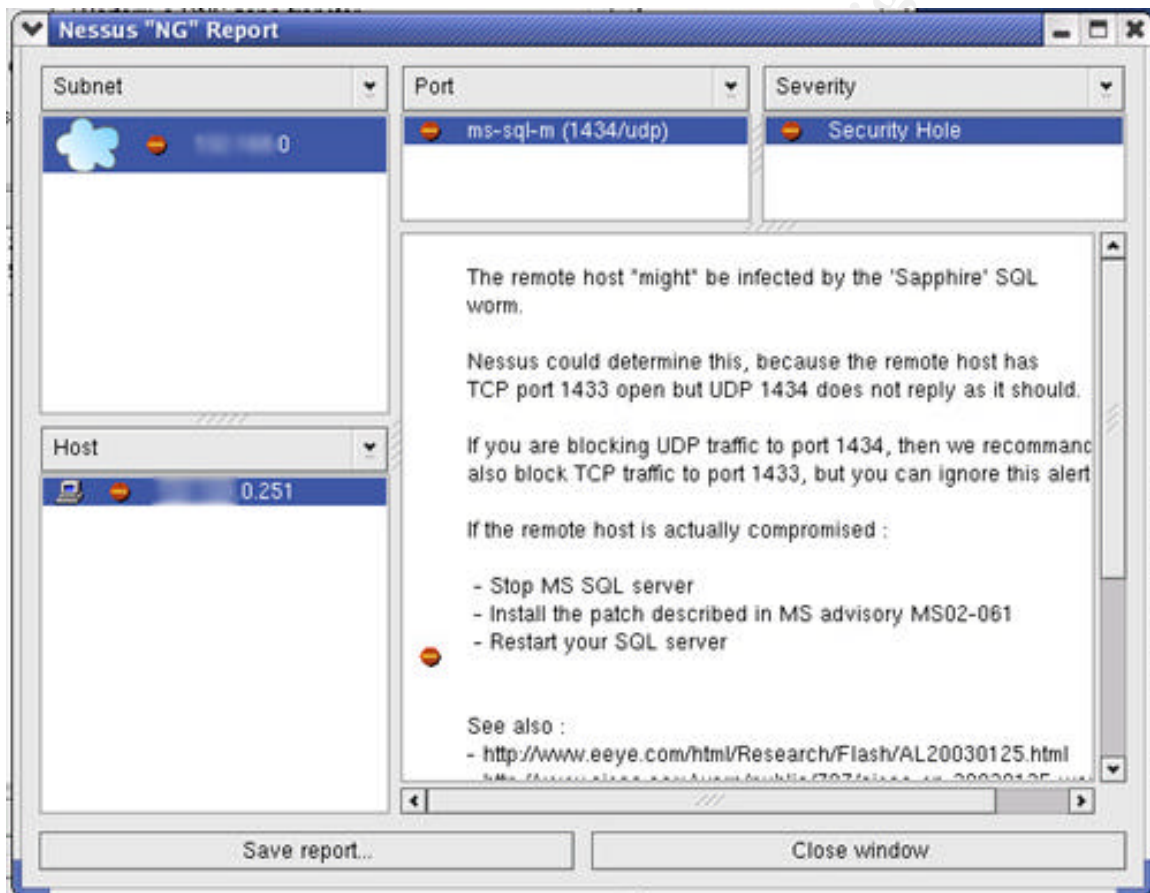 Nessus "NG" Report
Subnet
Port
Severity
0
ms-sql-m (1434/udp)
Security Hole
The remote host "might" be infected by the 'Sapphire' SQL
worm.
Nessus could determine this, because the remote host has
TCP port 1433 open but UDP 1434 does not reply as it should.
If you are blocking UDP traffic to port 1434, then we recommanc
also block TCP traffic to port 1433, but you can ignore this alert
If the remote host is actually compromised :
- Stop MS SQL server
- Install the patch described in MS advisory MS02-061
- Restart your SQL server
See also :
- http://www.eeye.com/html/Research/Flash/AL20030125.html
Host
0.251
Save report...
Close window